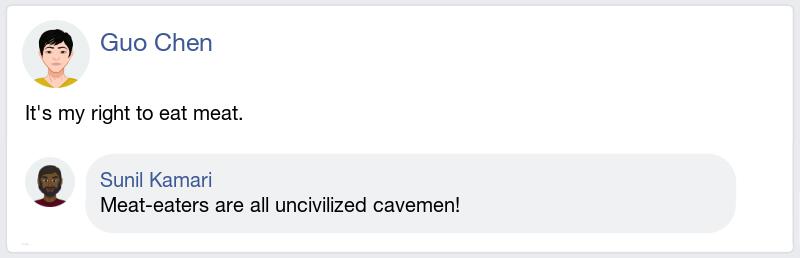 Guo Chen
It's my right to eat meat.
Sunil Kamari
Meat-eaters are all uncivilized cavemen!